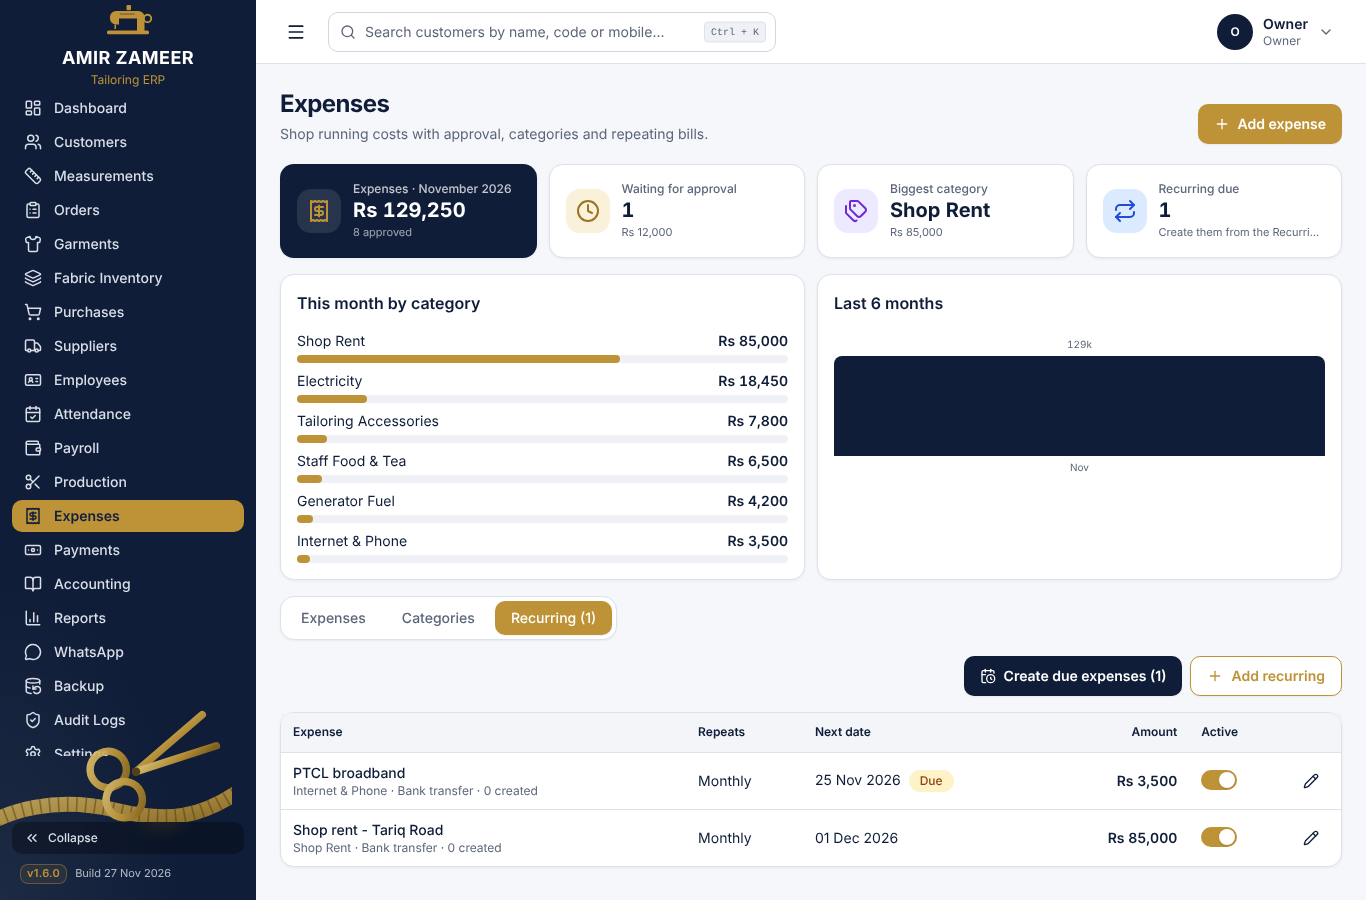 AMIR ZAMEER
Tailoring ERP
Dashboard
Customers
Measurements
Orders
Garments
Fabric Inventory
Purchases
Suppliers
Employees
Attendance
Payroll
Production
Expenses
Payments
Accounting
Reports
WhatsApp
Backup
Audit Logs
Settings
Collapse
v1.6.0 Build 27 Nov 2026
Search customers by name, code or mobile... Ctrl + K
O Owner
Owner
Expenses
Shop running costs with approval, categories and repeating bills.
Add expense
Expenses · November 2026
Rs 129,250
8 approved
Waiting for approval
1
Rs 12,000
Biggest category
Shop Rent
Rs 85,000
Recurring due
1
Create them from the Recurri...
This month by category
Shop Rent Rs 85,000
Electricity Rs 18,450
Tailoring Accessories Rs 7,800
Staff Food & Tea Rs 6,500
Generator Fuel Rs 4,200
Internet & Phone Rs 3,500
Last 6 months
129k
Nov
Expenses Categories Recurring (1)
Create due expenses (1) Add recurring
Expense Repeats Next date Amount Active
PTCL broadband
Internet & Phone · Bank transfer · 0 created
Monthly 25 Nov 2026 Due Rs 3,500
Shop rent - Tariq Road
Shop Rent · Bank transfer · 0 created
Monthly 01 Dec 2026 Rs 85,000